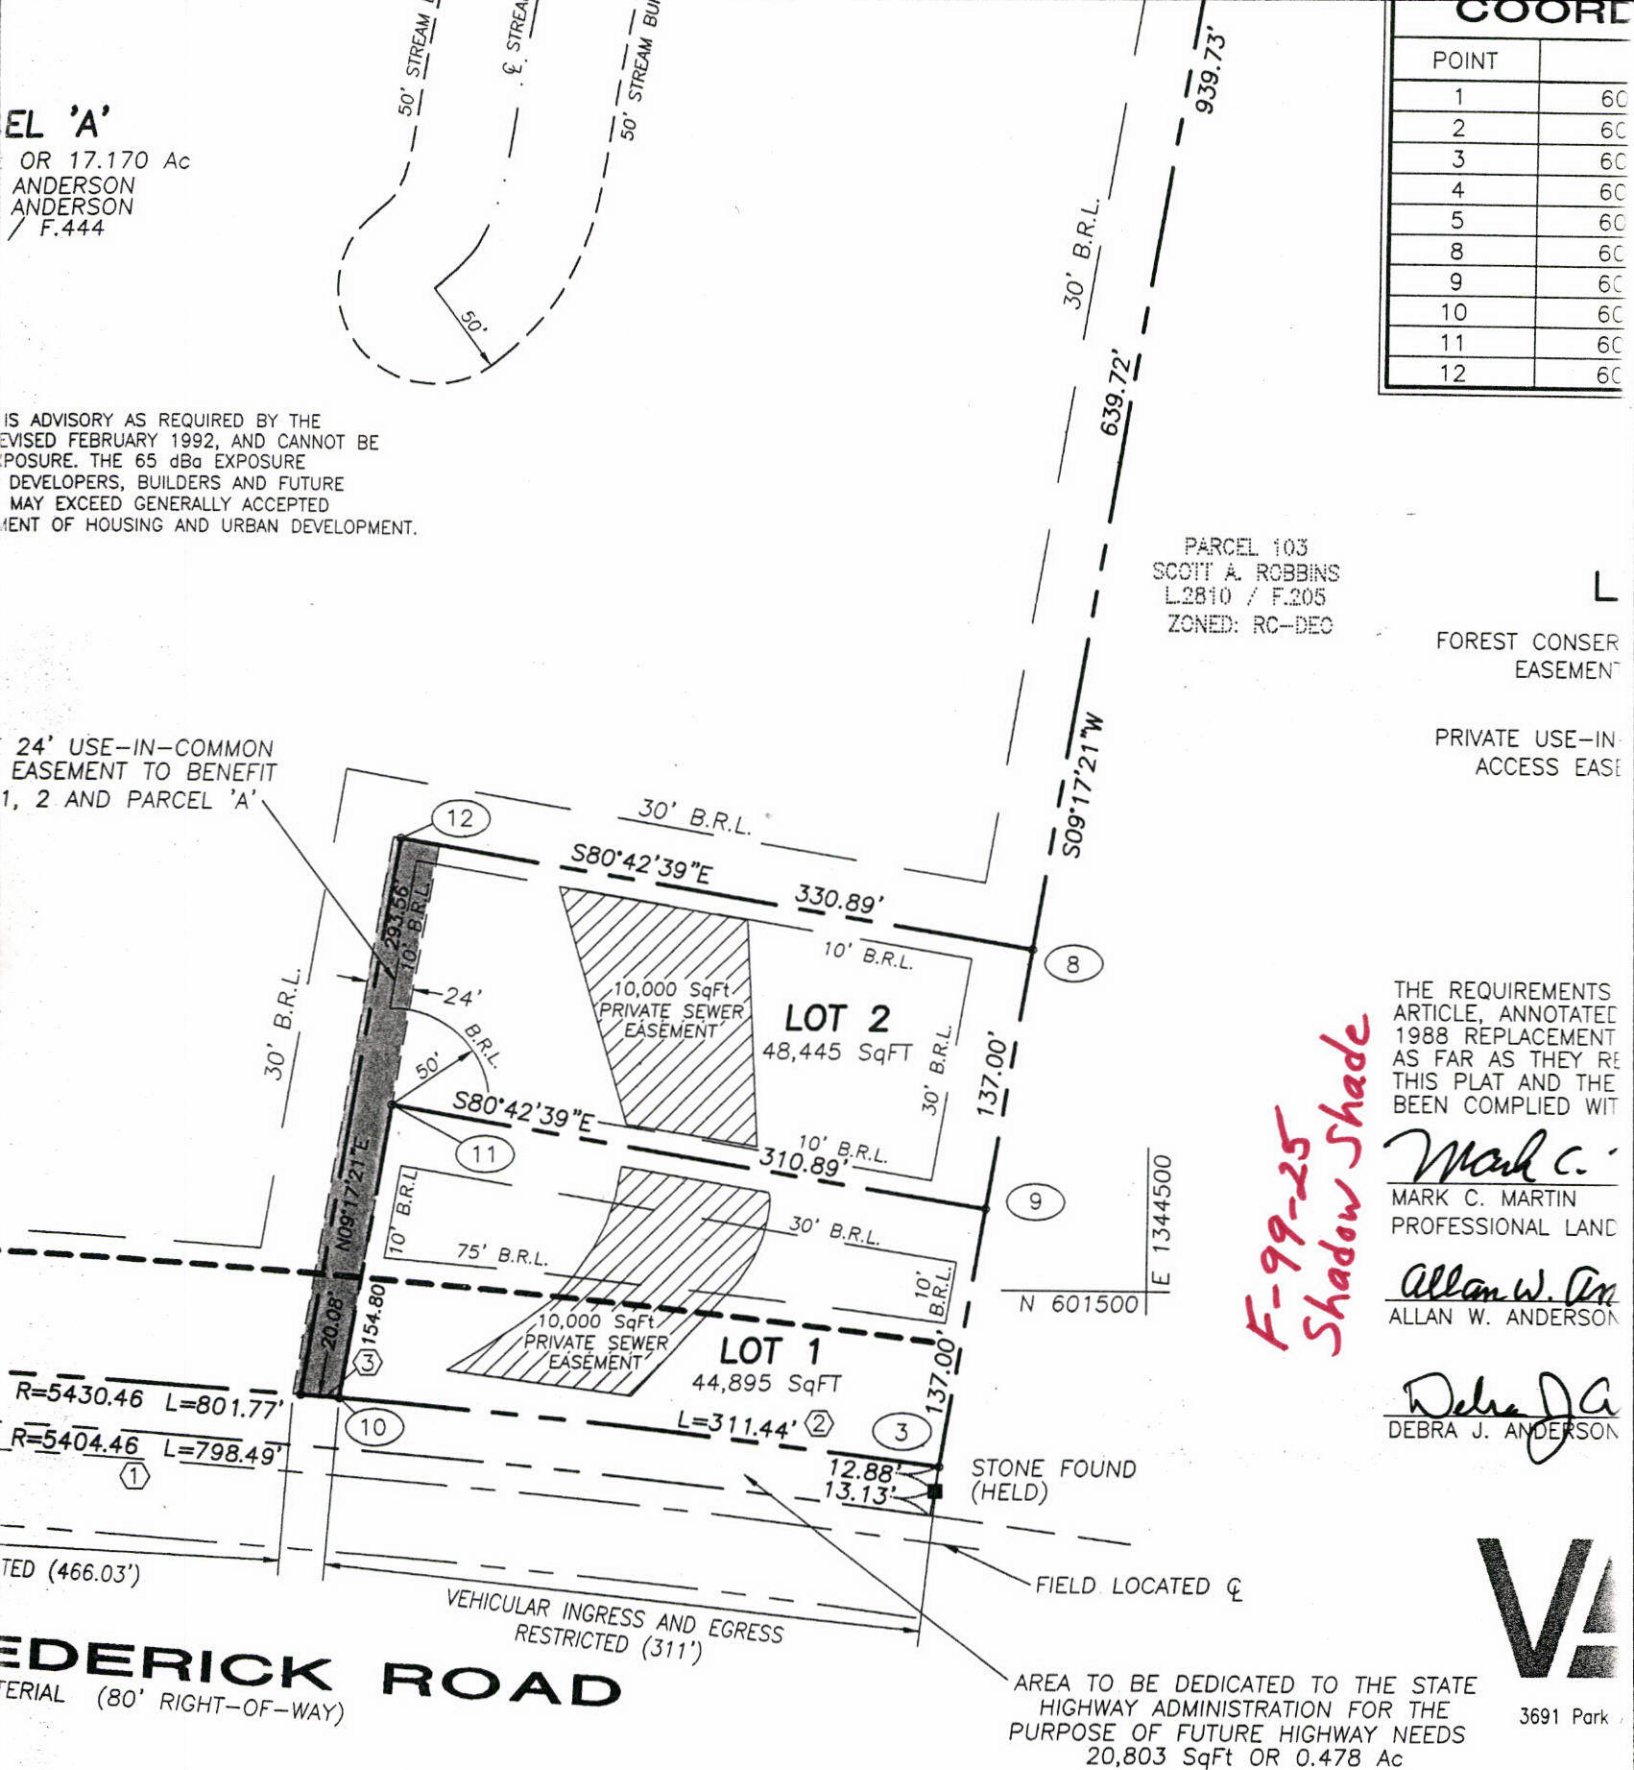 50' STREAM
℄ STREA
50' STREAM BU
939.73'
COORD
POINT
1 60
2 60
3 60
4 60
5 60
8 60
9 60
10 60
11 60
12 60
EL 'A'
OR 17.170 Ac
ANDERSON
ANDERSON
/ F.444
50'
30' B.R.L.
639.72'
IS ADVISORY AS REQUIRED BY THE
EVISED FEBRUARY 1992, AND CANNOT BE
XPOSURE. THE 65 dBa EXPOSURE
DEVELOPERS, BUILDERS AND FUTURE
MAY EXCEED GENERALLY ACCEPTED
MENT OF HOUSING AND URBAN DEVELOPMENT.
PARCEL 103
SCOTT A. ROBBINS
L.2810 / F.205
ZONED: RC-DEO
L
FOREST CONSER
EASEMENT
PRIVATE USE-IN-
ACCESS EASE
S09°17'21"W
24' USE-IN-COMMON
EASEMENT TO BENEFIT
1, 2 AND PARCEL 'A'
12
30' B.R.L.
S80°42'39"E
330.89'
293.56'
10' B.R.L.
10' B.R.L.
8
30' B.R.L.
24'
B.R.L.
50'
10,000 SqFt
PRIVATE SEWER
EASEMENT
LOT 2
48,445 SqFT
30' B.R.L.
137.00'
S80°42'39"E
310.89'
10' B.R.L.
11
9
N09°17'21"E
10' B.R.L.
75' B.R.L.
30' B.R.L.
10'
B.R.L.
E 1344500
N 601500
20.08'
154.80'
3
10,000 SqFt
PRIVATE SEWER
EASEMENT
LOT 1
44,895 SqFT
137.00'
THE REQUIREMENTS
ARTICLE, ANNOTATED
1988 REPLACEMENT
AS FAR AS THEY RE
THIS PLAT AND THE
BEEN COMPLIED WIT
Mark C.
MARK C. MARTIN
PROFESSIONAL LAND
Allan W. An
ALLAN W. ANDERSON
Debra J A
DEBRA J. ANDERSON
F-99-25
Shadow Shade
R=5430.46 L=801.77'
R=5404.46 L=798.49'
1
10
L=311.44' 2
3
12.88'
13.13'
STONE FOUND
(HELD)
TED (466.03')
VEHICULAR INGRESS AND EGRESS
RESTRICTED (311')
FIELD LOCATED ℄
EDERICK ROAD
TERIAL (80' RIGHT-OF-WAY)
AREA TO BE DEDICATED TO THE STATE
HIGHWAY ADMINISTRATION FOR THE
PURPOSE OF FUTURE HIGHWAY NEEDS
20,803 SqFt OR 0.478 Ac
VA
3691 Park